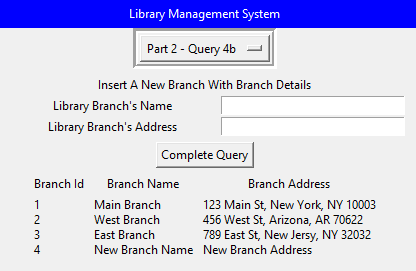 Library Management System
Part 2 - Query 4b
Insert A New Branch With Branch Details
Library Branch's Name
Library Branch's Address
Complete Query
Branch Id Branch Name Branch Address
1 Main Branch 123 Main St, New York, NY 10003
2 West Branch 456 West St, Arizona, AR 70622
3 East Branch 789 East St, New Jersy, NY 32032
4 New Branch Name New Branch Address